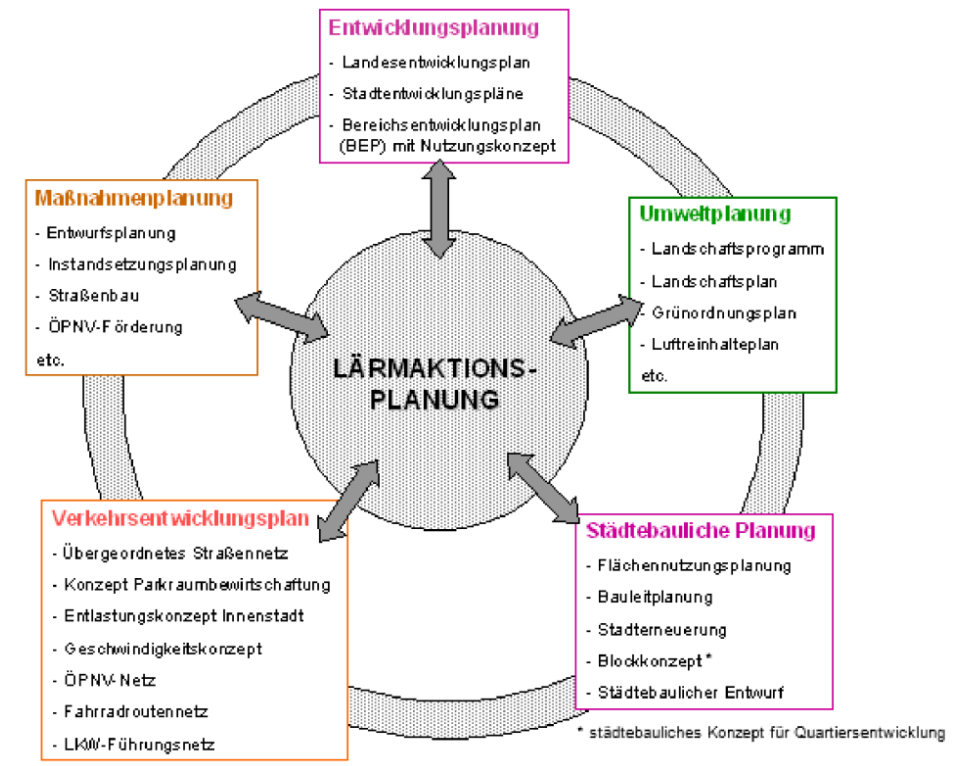 Entwicklungsplanung
- Landesentwicklungsplan
- Stadtentwicklungspläne
- Bereichsentwicklungsplan
(BEP) mit Nutzungskonzept
Maßnahmenplanung
- Entwurfsplanung
- Instandsetzungsplanung
- Straßenbau
- ÖPNV-Förderung
etc.
Umweltplanung
- Landschaftsprogramm
- Landschaftsplan
- Grünordnungsplan
- Luftreinhalteplan
etc.
LÄRMAKTIONS-
PLANUNG
Verkehrsentwicklungsplan
- Übergeordnetes Straßennetz
- Konzept Parkraumbewirtschaftung
- Entlastungskonzept Innenstadt
- Geschwindigkeitskonzept
- ÖPNV-Netz
- Fahrradroutennetz
- LKW-Führungsnetz
Städtebauliche Planung
- Flächennutzungsplanung
- Bauleitplanung
- Stadterneuerung
- Blockkonzept *
- Städtebaulicher Entwurf
* städtebauliches Konzept für Quartiersentwicklung